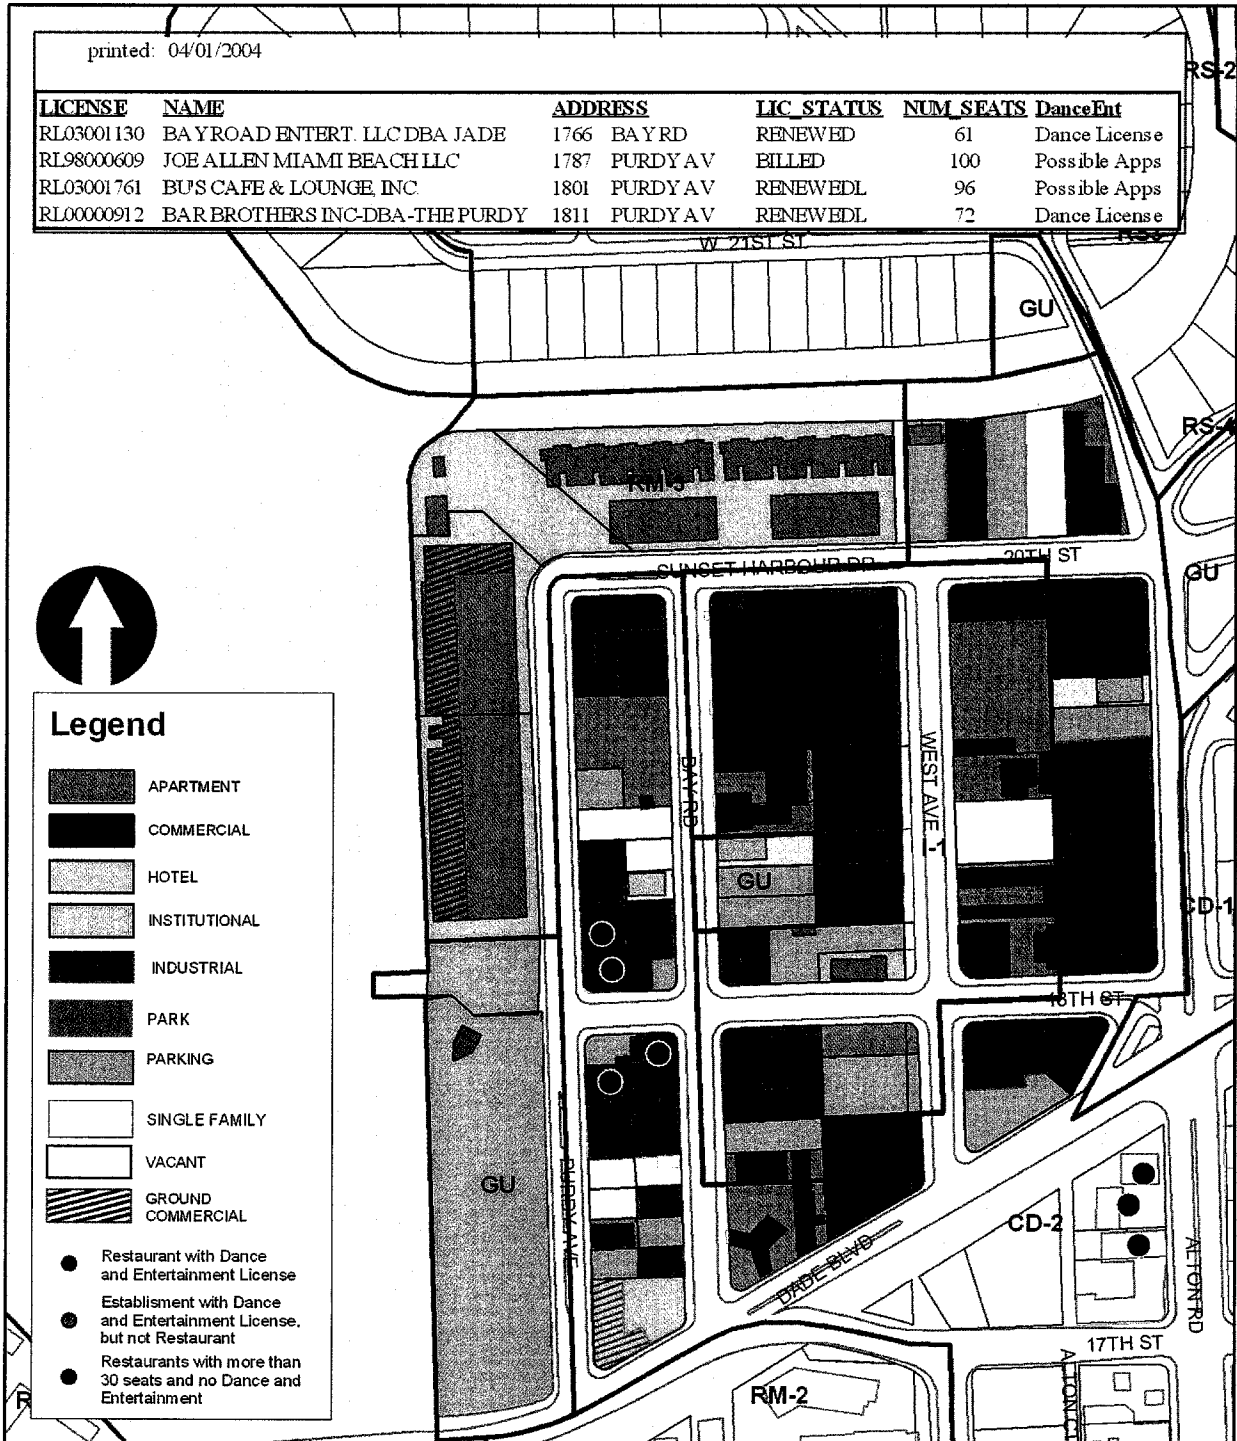 printed: 04/01/2004
LICENSE NAME ADDRESS LIC_STATUS NUM_SEATS DanceEnt
RL03001130 BAYROAD ENTERT. LLC DBA JADE 1766 BAY RD RENEWED 61 Dance License
RL98000609 JOE ALLEN MIAMI BEACH LLC 1787 PURDY AV BILLED 100 Possible Apps
RL03001761 BU'S CAFE & LOUNGE, INC. 1801 PURDY AV RENEWEDL 96 Possible Apps
RL00000912 BAR BROTHERS INC-DBA-THE PURDY 1811 PURDY AV RENEWEDL 72 Dance License
RS-2
RS3
W 21ST ST
GU
RS-4
RM-3
20TH ST
SUNSET HARBOUR DR
GU
BAY RD
WEST AVE
I-1
GU
CD-1
18TH ST
GU
PURDY AVE
CD-2
DADE BLVD
ALTON RD
17TH ST
RM-2
ALTON CT
R
Legend
APARTMENT
COMMERCIAL
HOTEL
INSTITUTIONAL
INDUSTRIAL
PARK
PARKING
SINGLE FAMILY
VACANT
GROUND
COMMERCIAL
Restaurant with Dance
and Entertainment License
Establisment with Dance
and Entertainment License,
but not Restaurant
Restaurants with more than
30 seats and no Dance and
Entertainment